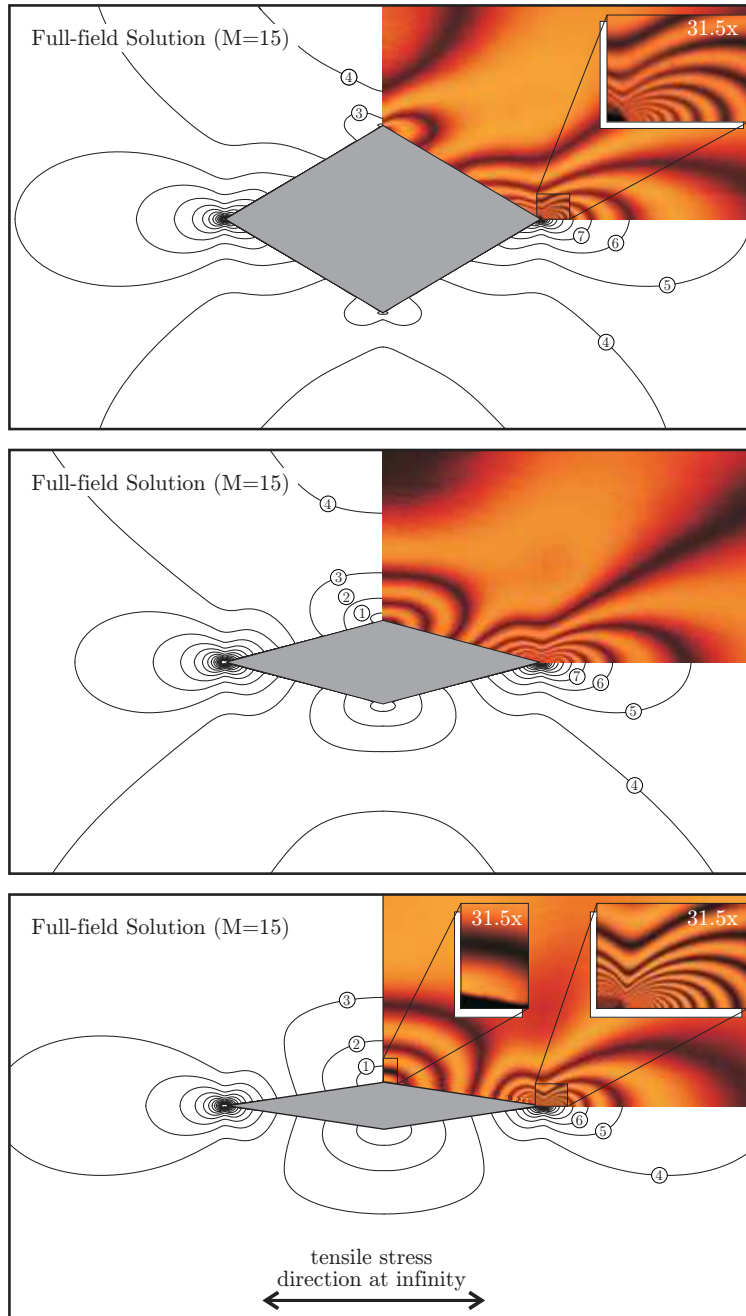 Full-field Solution (M=15)
31.5x
4
3
7
6
5
4
Full-field Solution (M=15)
4
3
2
1
7
6
5
4
Full-field Solution (M=15)
31.5x
31.5x
3
2
1
6
5
4
tensile stress
direction at infinity